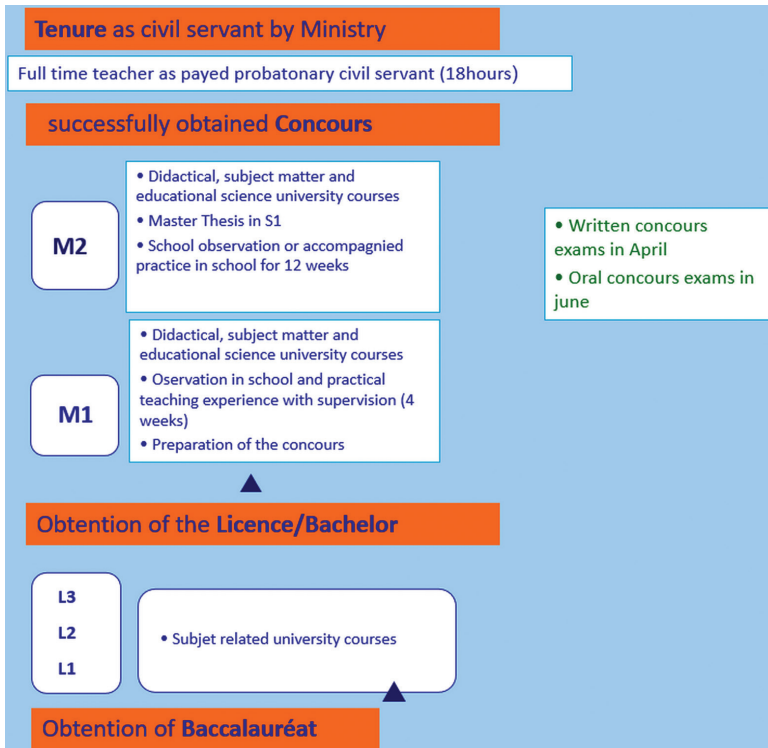 Tenure as civil servant by Ministry
Full time teacher as payed probatonary civil servant (18hours)
successfully obtained Concours
M2
• Didactical, subject matter and
educational science university courses
• Master Thesis in S1
• School observation or accompagnied
practice in school for 12 weeks
• Written concours
exams in April
• Oral concours exams in
june
M1
• Didactical, subject matter and
educational science university courses
• Oservation in school and practical
teaching experience with supervision (4
weeks)
• Preparation of the concours
Obtention of the Licence/Bachelor
L3
L2
L1
• Subjet related university courses
Obtention of Baccalauréat